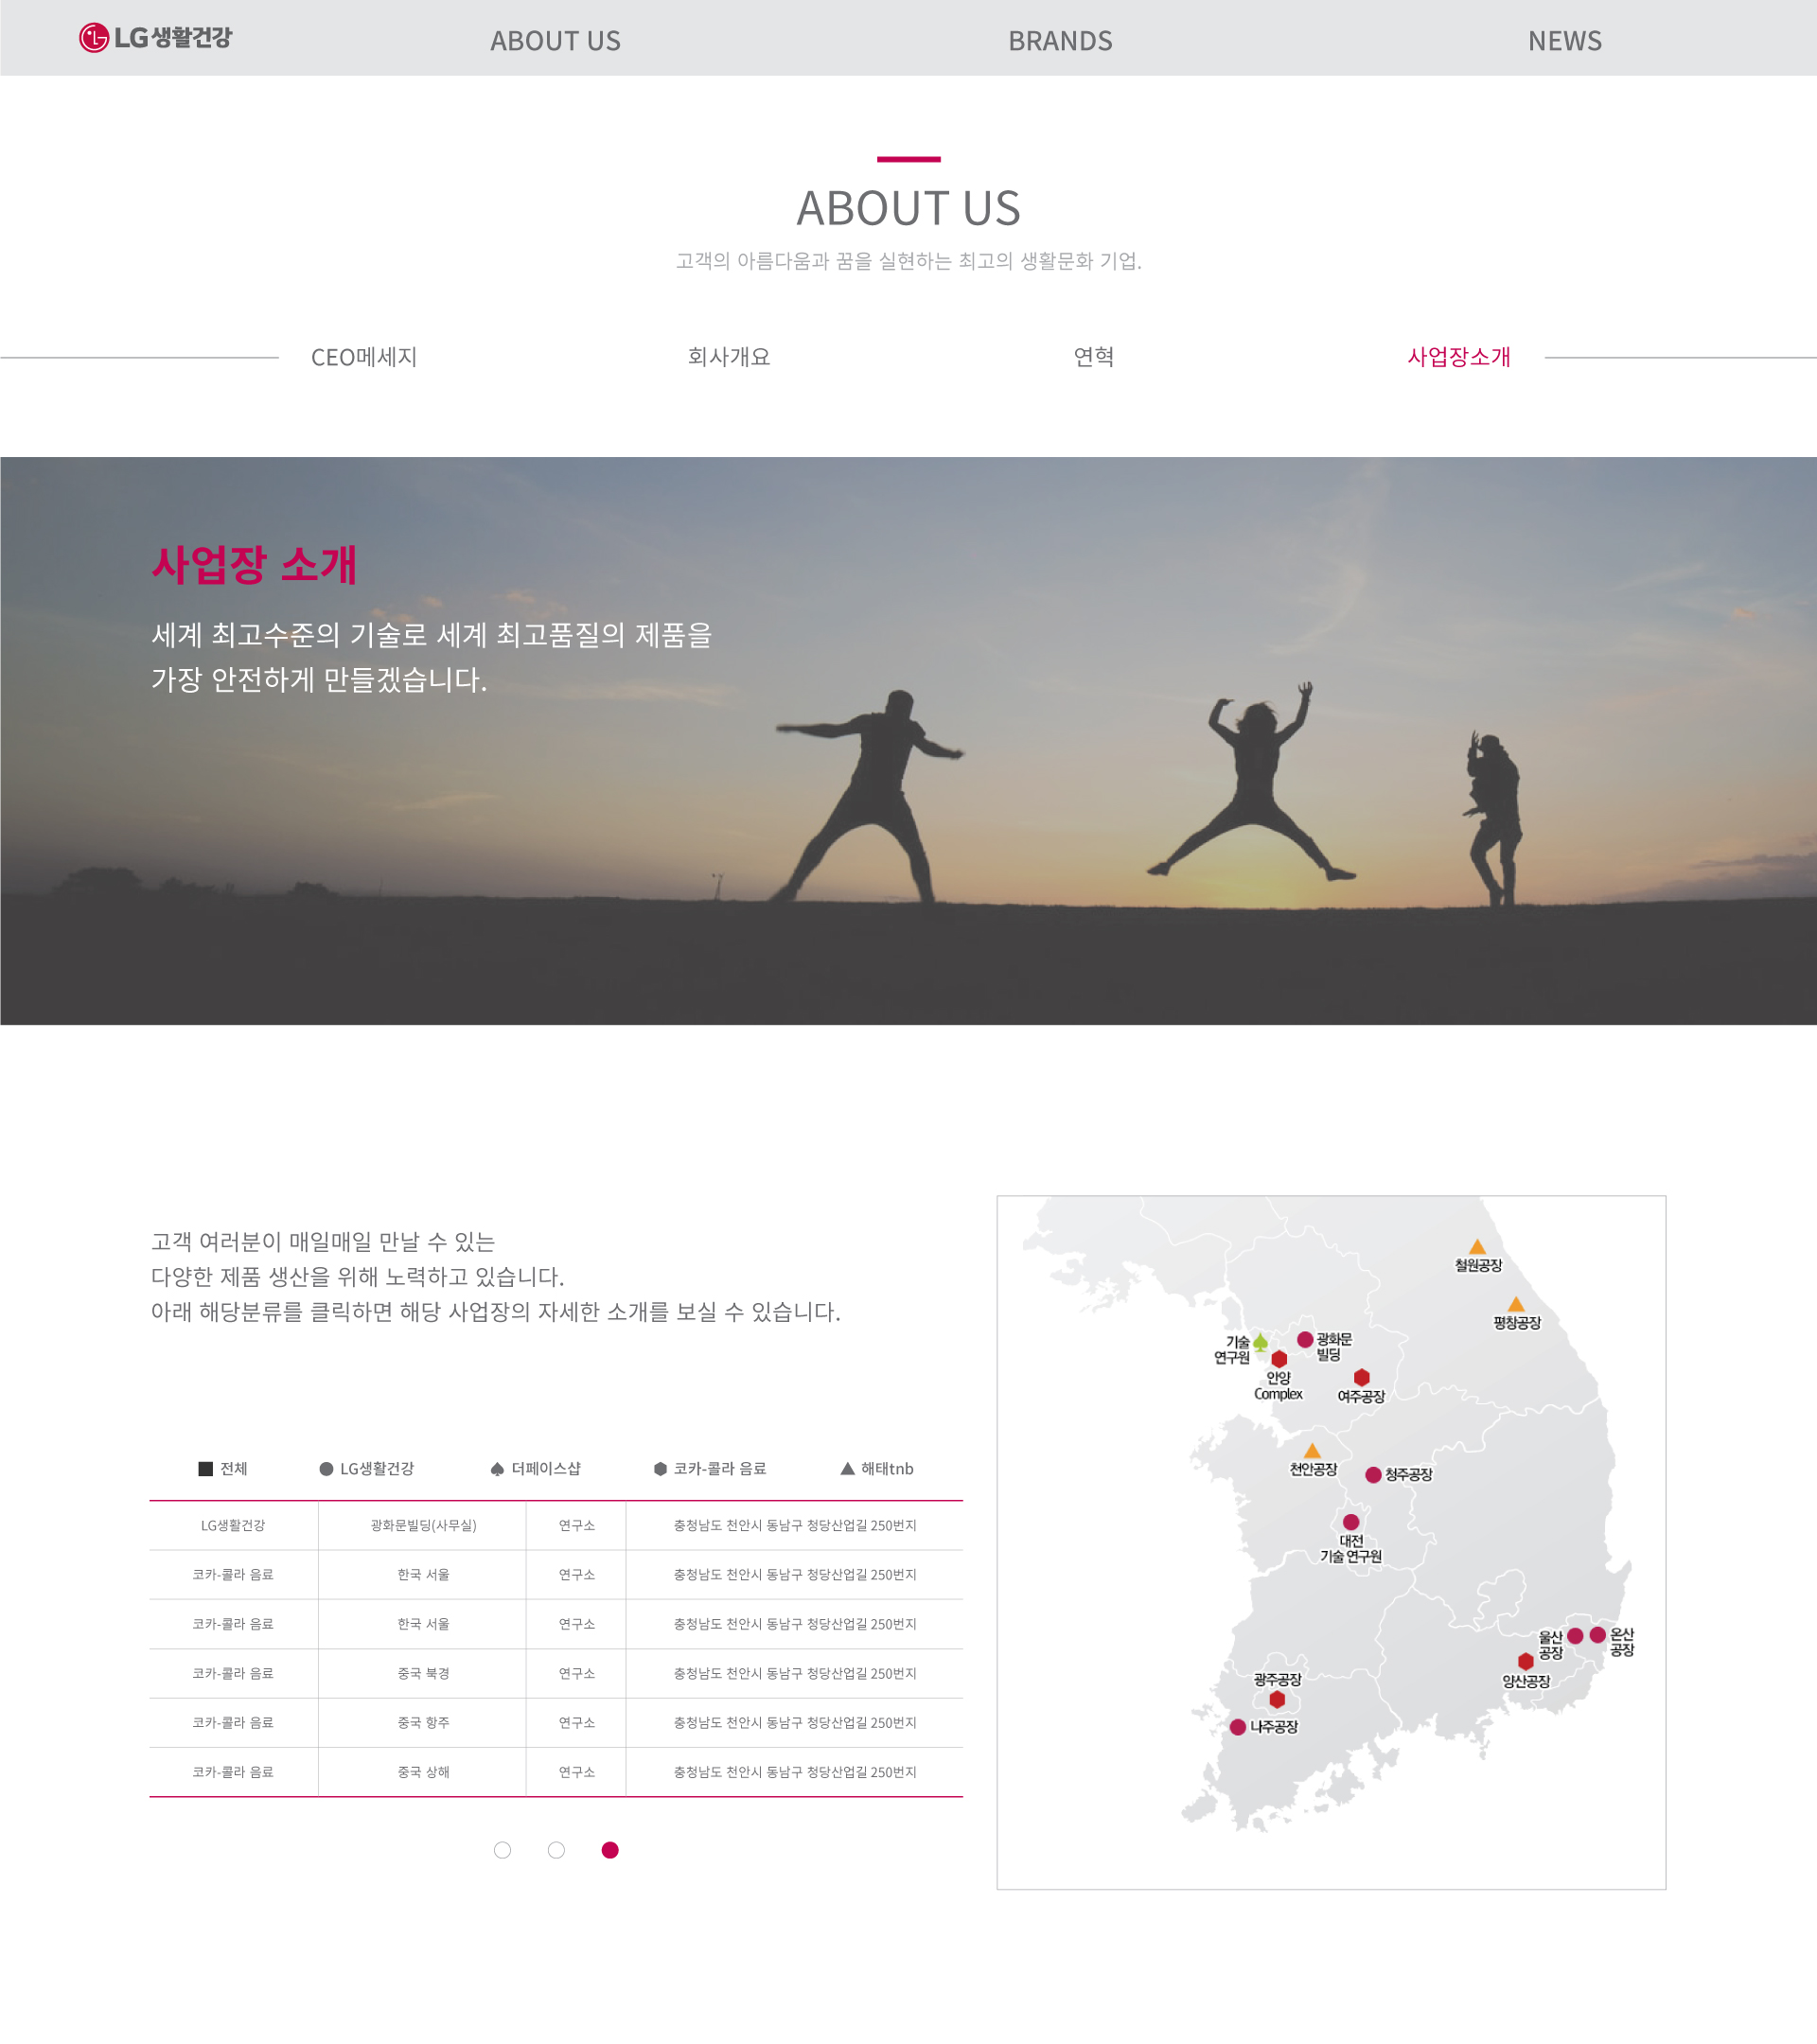 LG생활건강
ABOUT US
BRANDS
NEWS
ABOUT US
고객의 아름다움과 꿈을 실현하는 최고의 생활문화 기업.
CEO메세지
회사개요
연혁
사업장소개
사업장 소개
세계 최고수준의 기술로 세계 최고품질의 제품을
가장 안전하게 만들겠습니다.
고객 여러분이 매일매일 만날 수 있는
다양한 제품 생산을 위해 노력하고 있습니다.
아래 해당분류를 클릭하면 해당 사업장의 자세한 소개를 보실 수 있습니다.
전체
LG생활건강
더페이스샵
코카-콜라 음료
해태tnb
LG생활건강 광화문빌딩(사무실) 연구소 충청남도 천안시 동남구 청당산업길 250번지
코카-콜라 음료 한국 서울 연구소 충청남도 천안시 동남구 청당산업길 250번지
코카-콜라 음료 한국 서울 연구소 충청남도 천안시 동남구 청당산업길 250번지
코카-콜라 음료 중국 북경 연구소 충청남도 천안시 동남구 청당산업길 250번지
코카-콜라 음료 중국 항주 연구소 충청남도 천안시 동남구 청당산업길 250번지
코카-콜라 음료 중국 상해 연구소 충청남도 천안시 동남구 청당산업길 250번지
철원공장
평창공장
기술
연구원
광화문
빌딩
안양
Complex
여주공장
천안공장
청주공장
대전
기술 연구원
울산
공장
온산
공장
양산공장
광주공장
나주공장